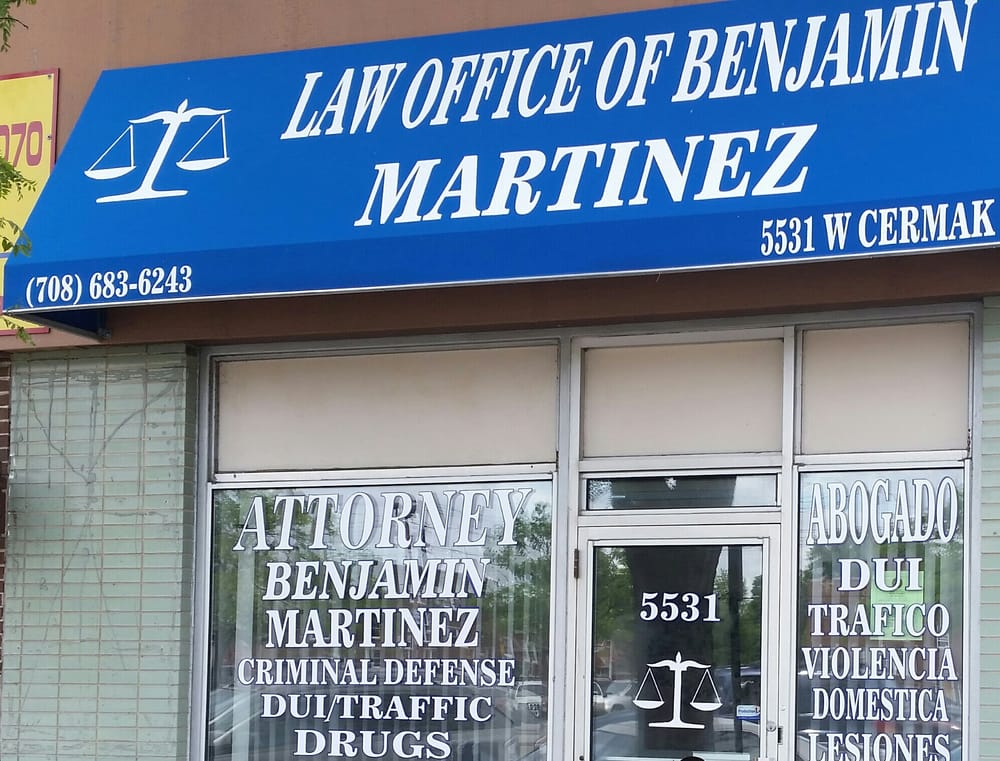 070
LAW OFFICE OF BENJAMIN
MARTINEZ
5531 W CERMAK
(708) 683-6243
ATTORNEY
BENJAMIN
MARTINEZ
CRIMINAL DEFENSE
DUI/TRAFFIC
DRUGS
5531
ABOGADO
DUI
TRAFICO
VIOLENCIA
DOMESTICA
LESIONES